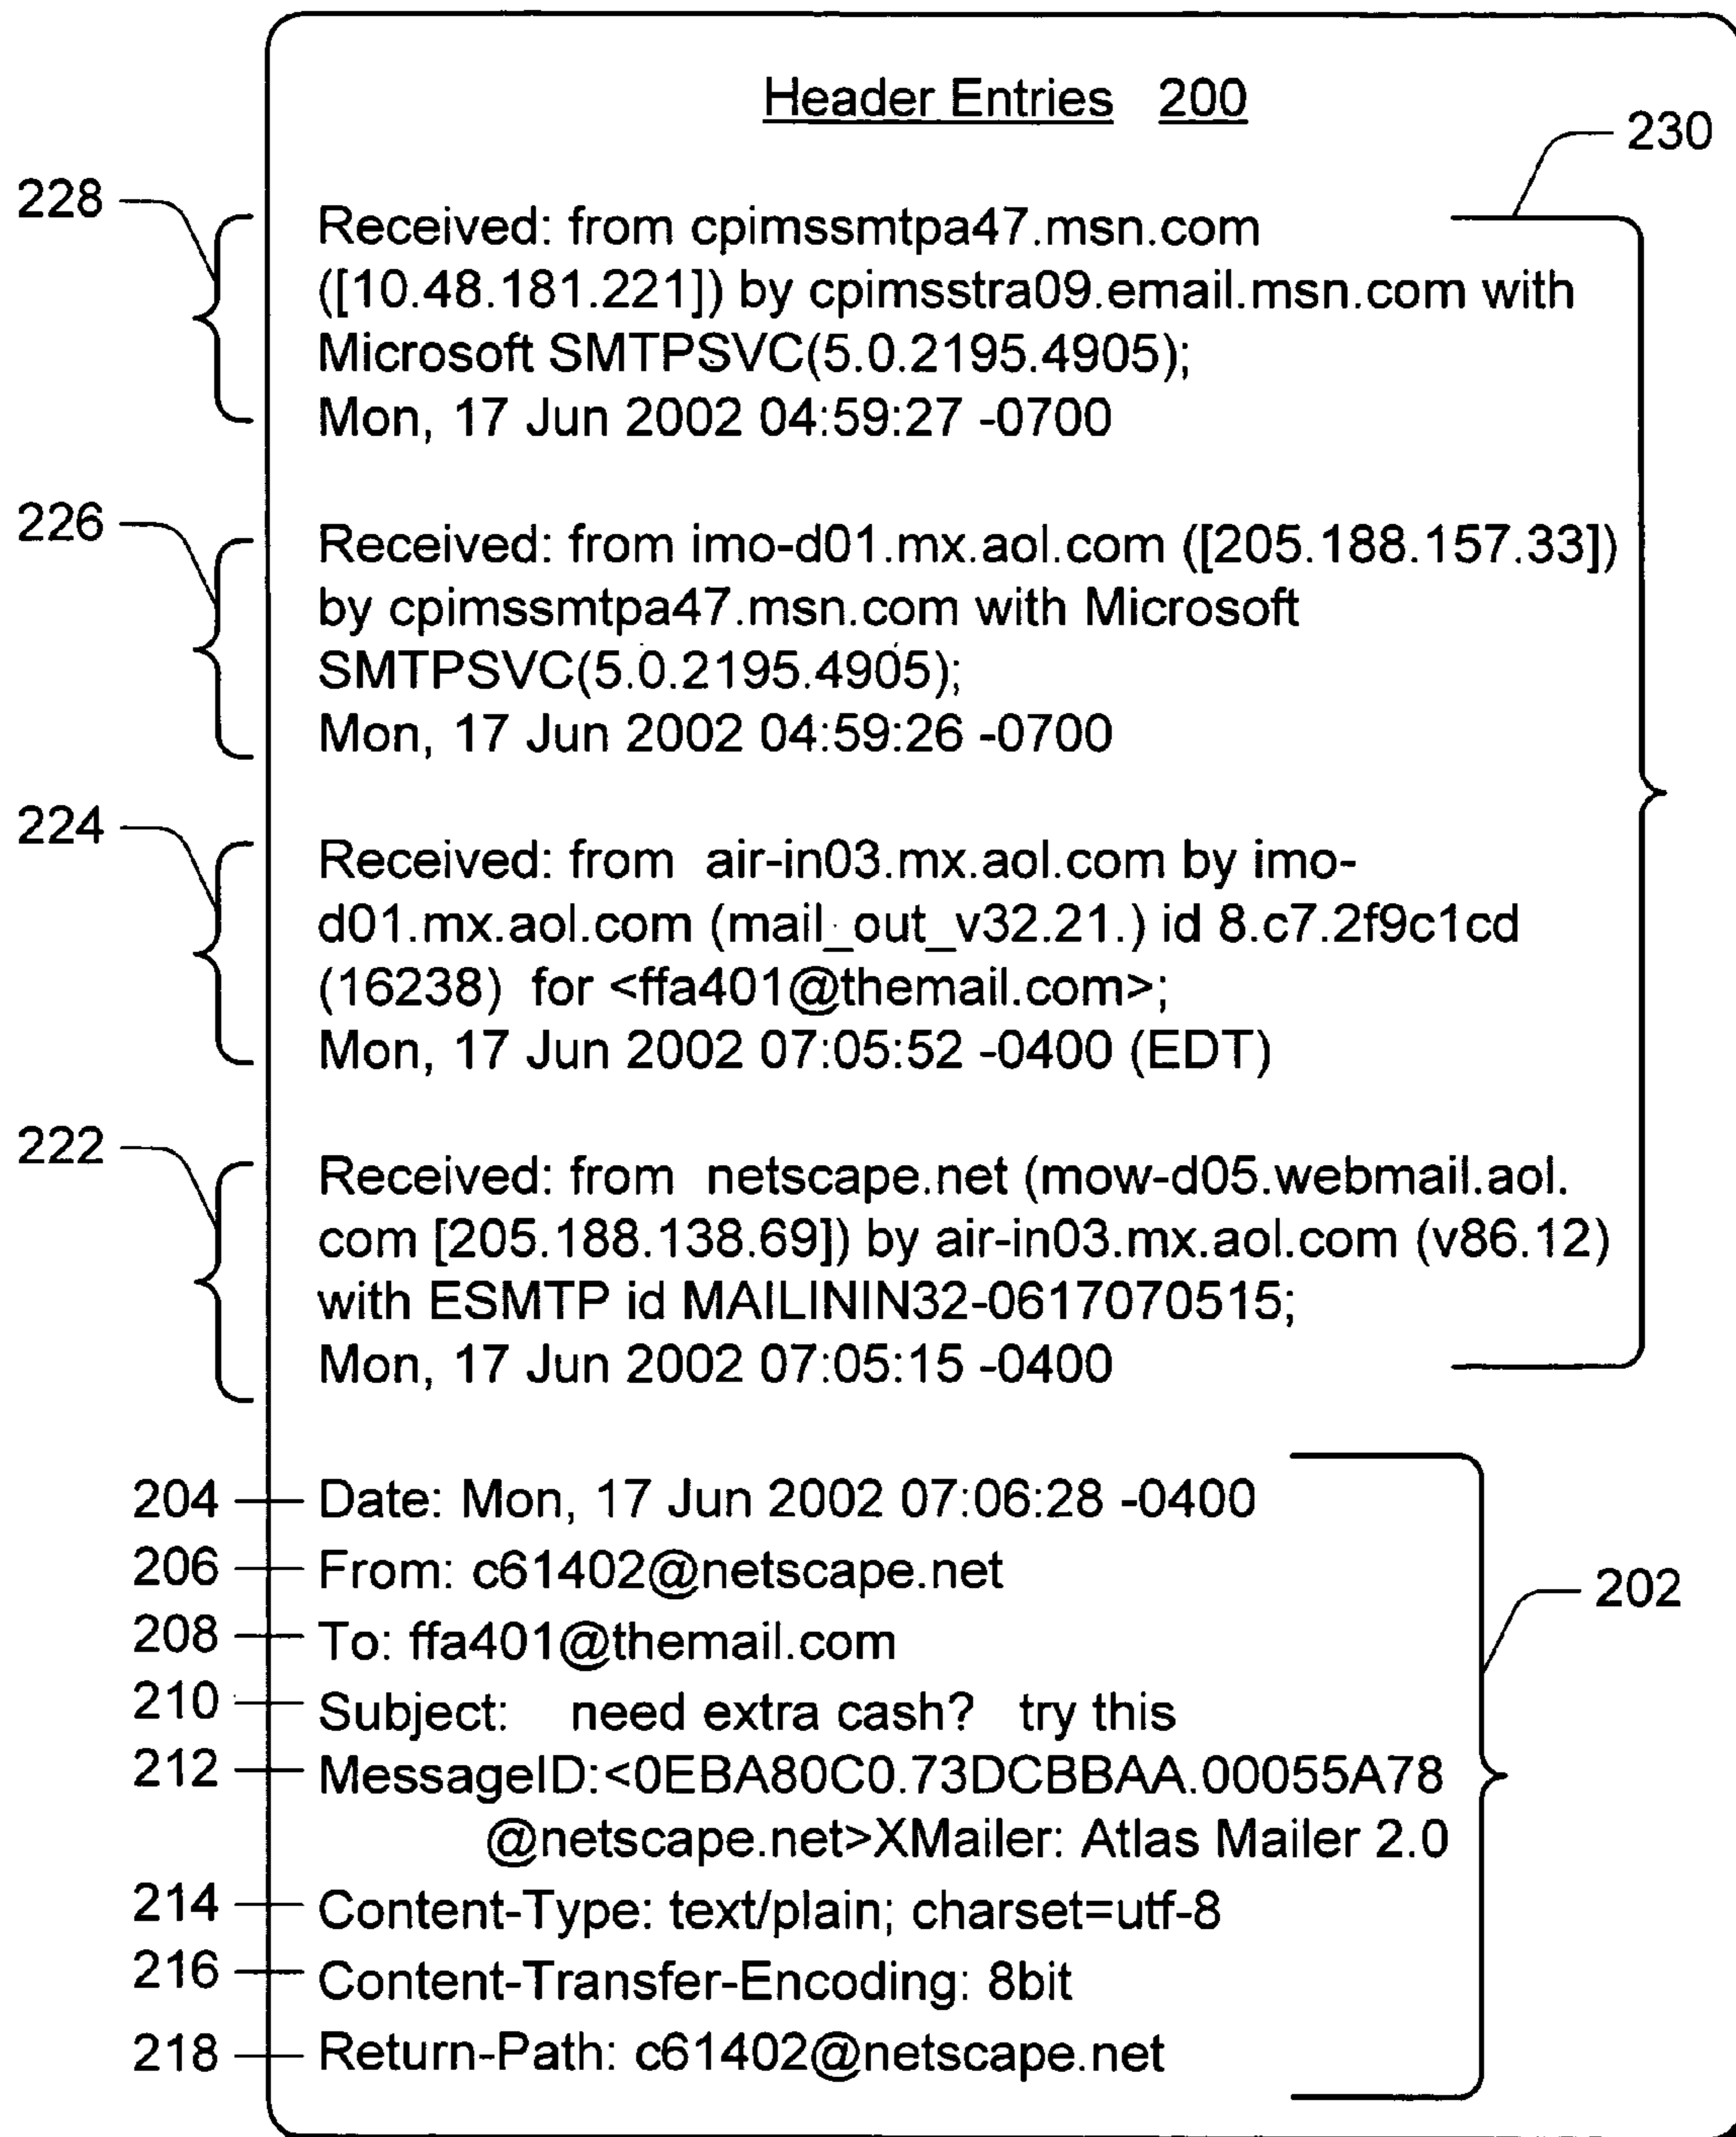 Header Entries 200
230
228
Received: from cpimssmtpa47.msn.com
([10.48.181.221]) by cpimsstra09.email.msn.com with
Microsoft SMTPSVC(5.0.2195.4905);
Mon, 17 Jun 2002 04:59:27 -0700
226
Received: from imo-d01.mx.aol.com ([205.188.157.33])
by cpimssmtpa47.msn.com with Microsoft
SMTPSVC(5.0.2195.4905);
Mon, 17 Jun 2002 04:59:26 -0700
224
Received: from air-in03.mx.aol.com by imo-
d01.mx.aol.com (mail_out_v32.21.) id 8.c7.2f9c1cd
(16238) for <ffa401@themail.com>;
Mon, 17 Jun 2002 07:05:52 -0400 (EDT)
222
Received: from netscape.net (mow-d05.webmail.aol.
com [205.188.138.69]) by air-in03.mx.aol.com (v86.12)
with ESMTP id MAILININ32-0617070515;
Mon, 17 Jun 2002 07:05:15 -0400
204 Date: Mon, 17 Jun 2002 07:06:28 -0400
206 From: c61402@netscape.net
202
208 To: ffa401@themail.com
210 Subject: need extra cash? try this
212 MessageID:<0EBA80C0.73DCBBAA.00055A78
@netscape.net>XMailer: Atlas Mailer 2.0
214 Content-Type: text/plain; charset=utf-8
216 Content-Transfer-Encoding: 8bit
218 Return-Path: c61402@netscape.net